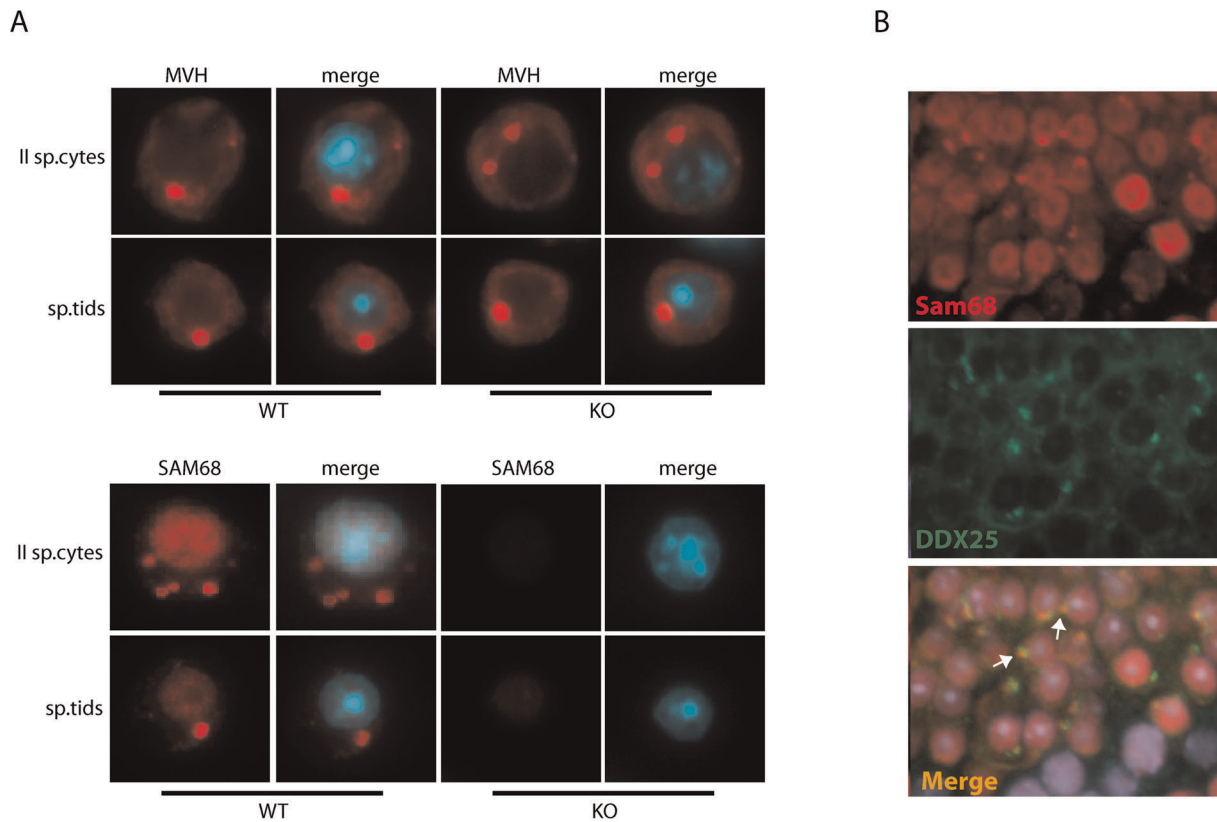 A
B
MVH merge MVH merge
II sp.cytes
sp.tids
WT KO
SAM68 merge SAM68 merge
II sp.cytes
sp.tids
WT KO
Sam68
DDX25
Merge